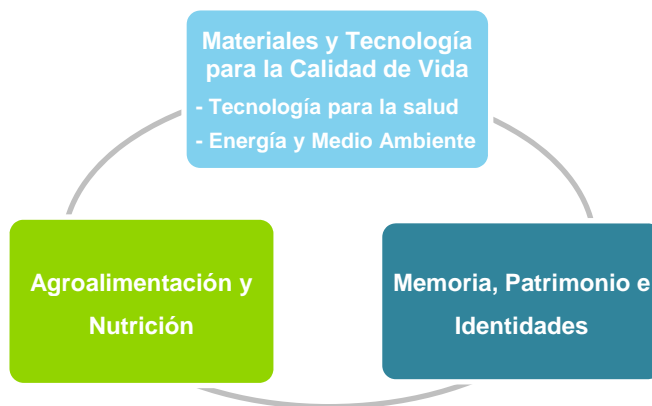 Materiales y Tecnología
para la Calidad de Vida
- Tecnología para la salud
- Energía y Medio Ambiente
Agroalimentación y
Nutrición
Memoria, Patrimonio e
Identidades